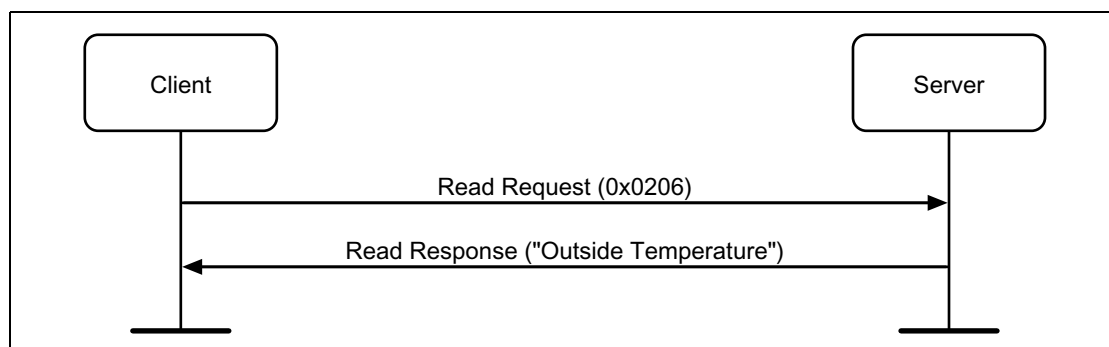 Client
Server
Read Request (0x0206)
Read Response ("Outside Temperature")